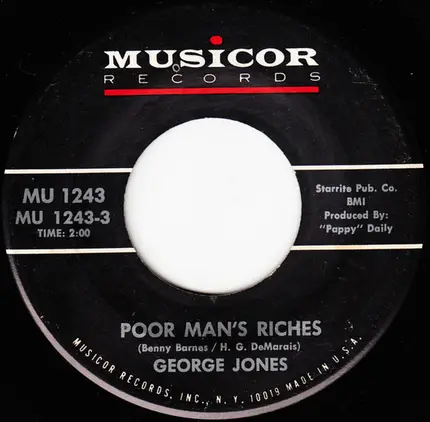 MUSICOR
RECORDS
MU 1243
MU 1243-3
TIME: 2:00
Starrite Pub. Co.
BMI
Produced By:
"Pappy" Daily
POOR MAN'S RICHES
(Benny Barnes / H. G. DeMarais)
GEORGE JONES
MUSICOR RECORDS, INC., N. Y. 10019 MADE IN U.S.A.